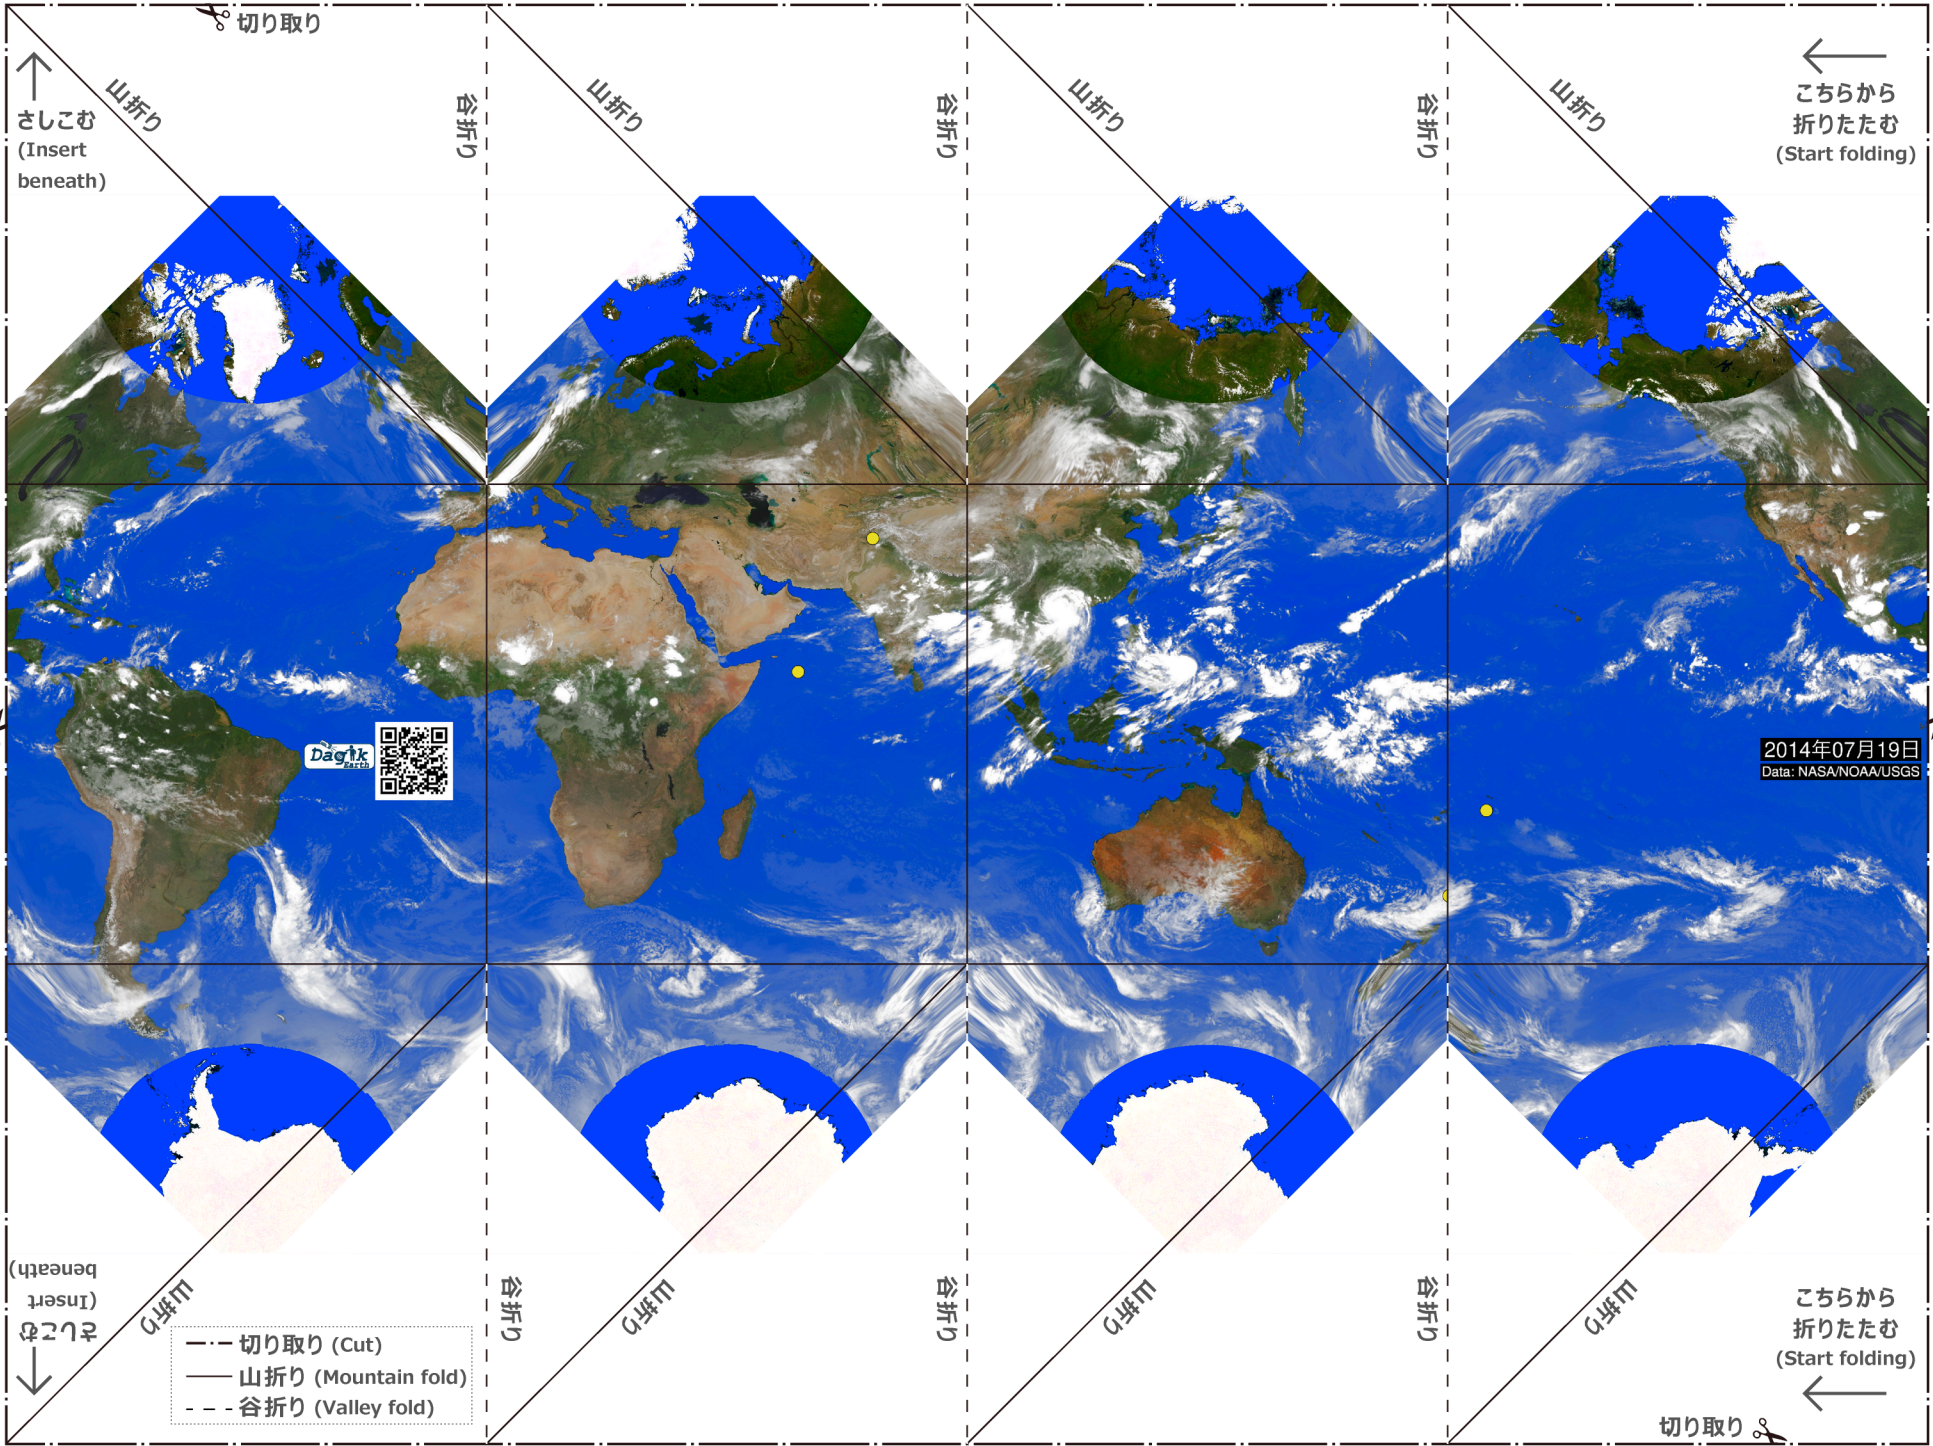 切り取り
山折り
谷折り
山折り
谷折り
山折り
谷折り
山折り
さしこむ
(Insert
beneath)
こちらから
折りたたむ
(Start folding)
Dagik
Earth
2014年07月19日
Data: NASA/NOAA/USGS
さしこむ
(Insert
beneath)
山折り
谷折り
山折り
谷折り
山折り
谷折り
山折り
こちらから
折りたたむ
(Start folding)
切り取り (Cut)
山折り (Mountain fold)
谷折り (Valley fold)
切り取り